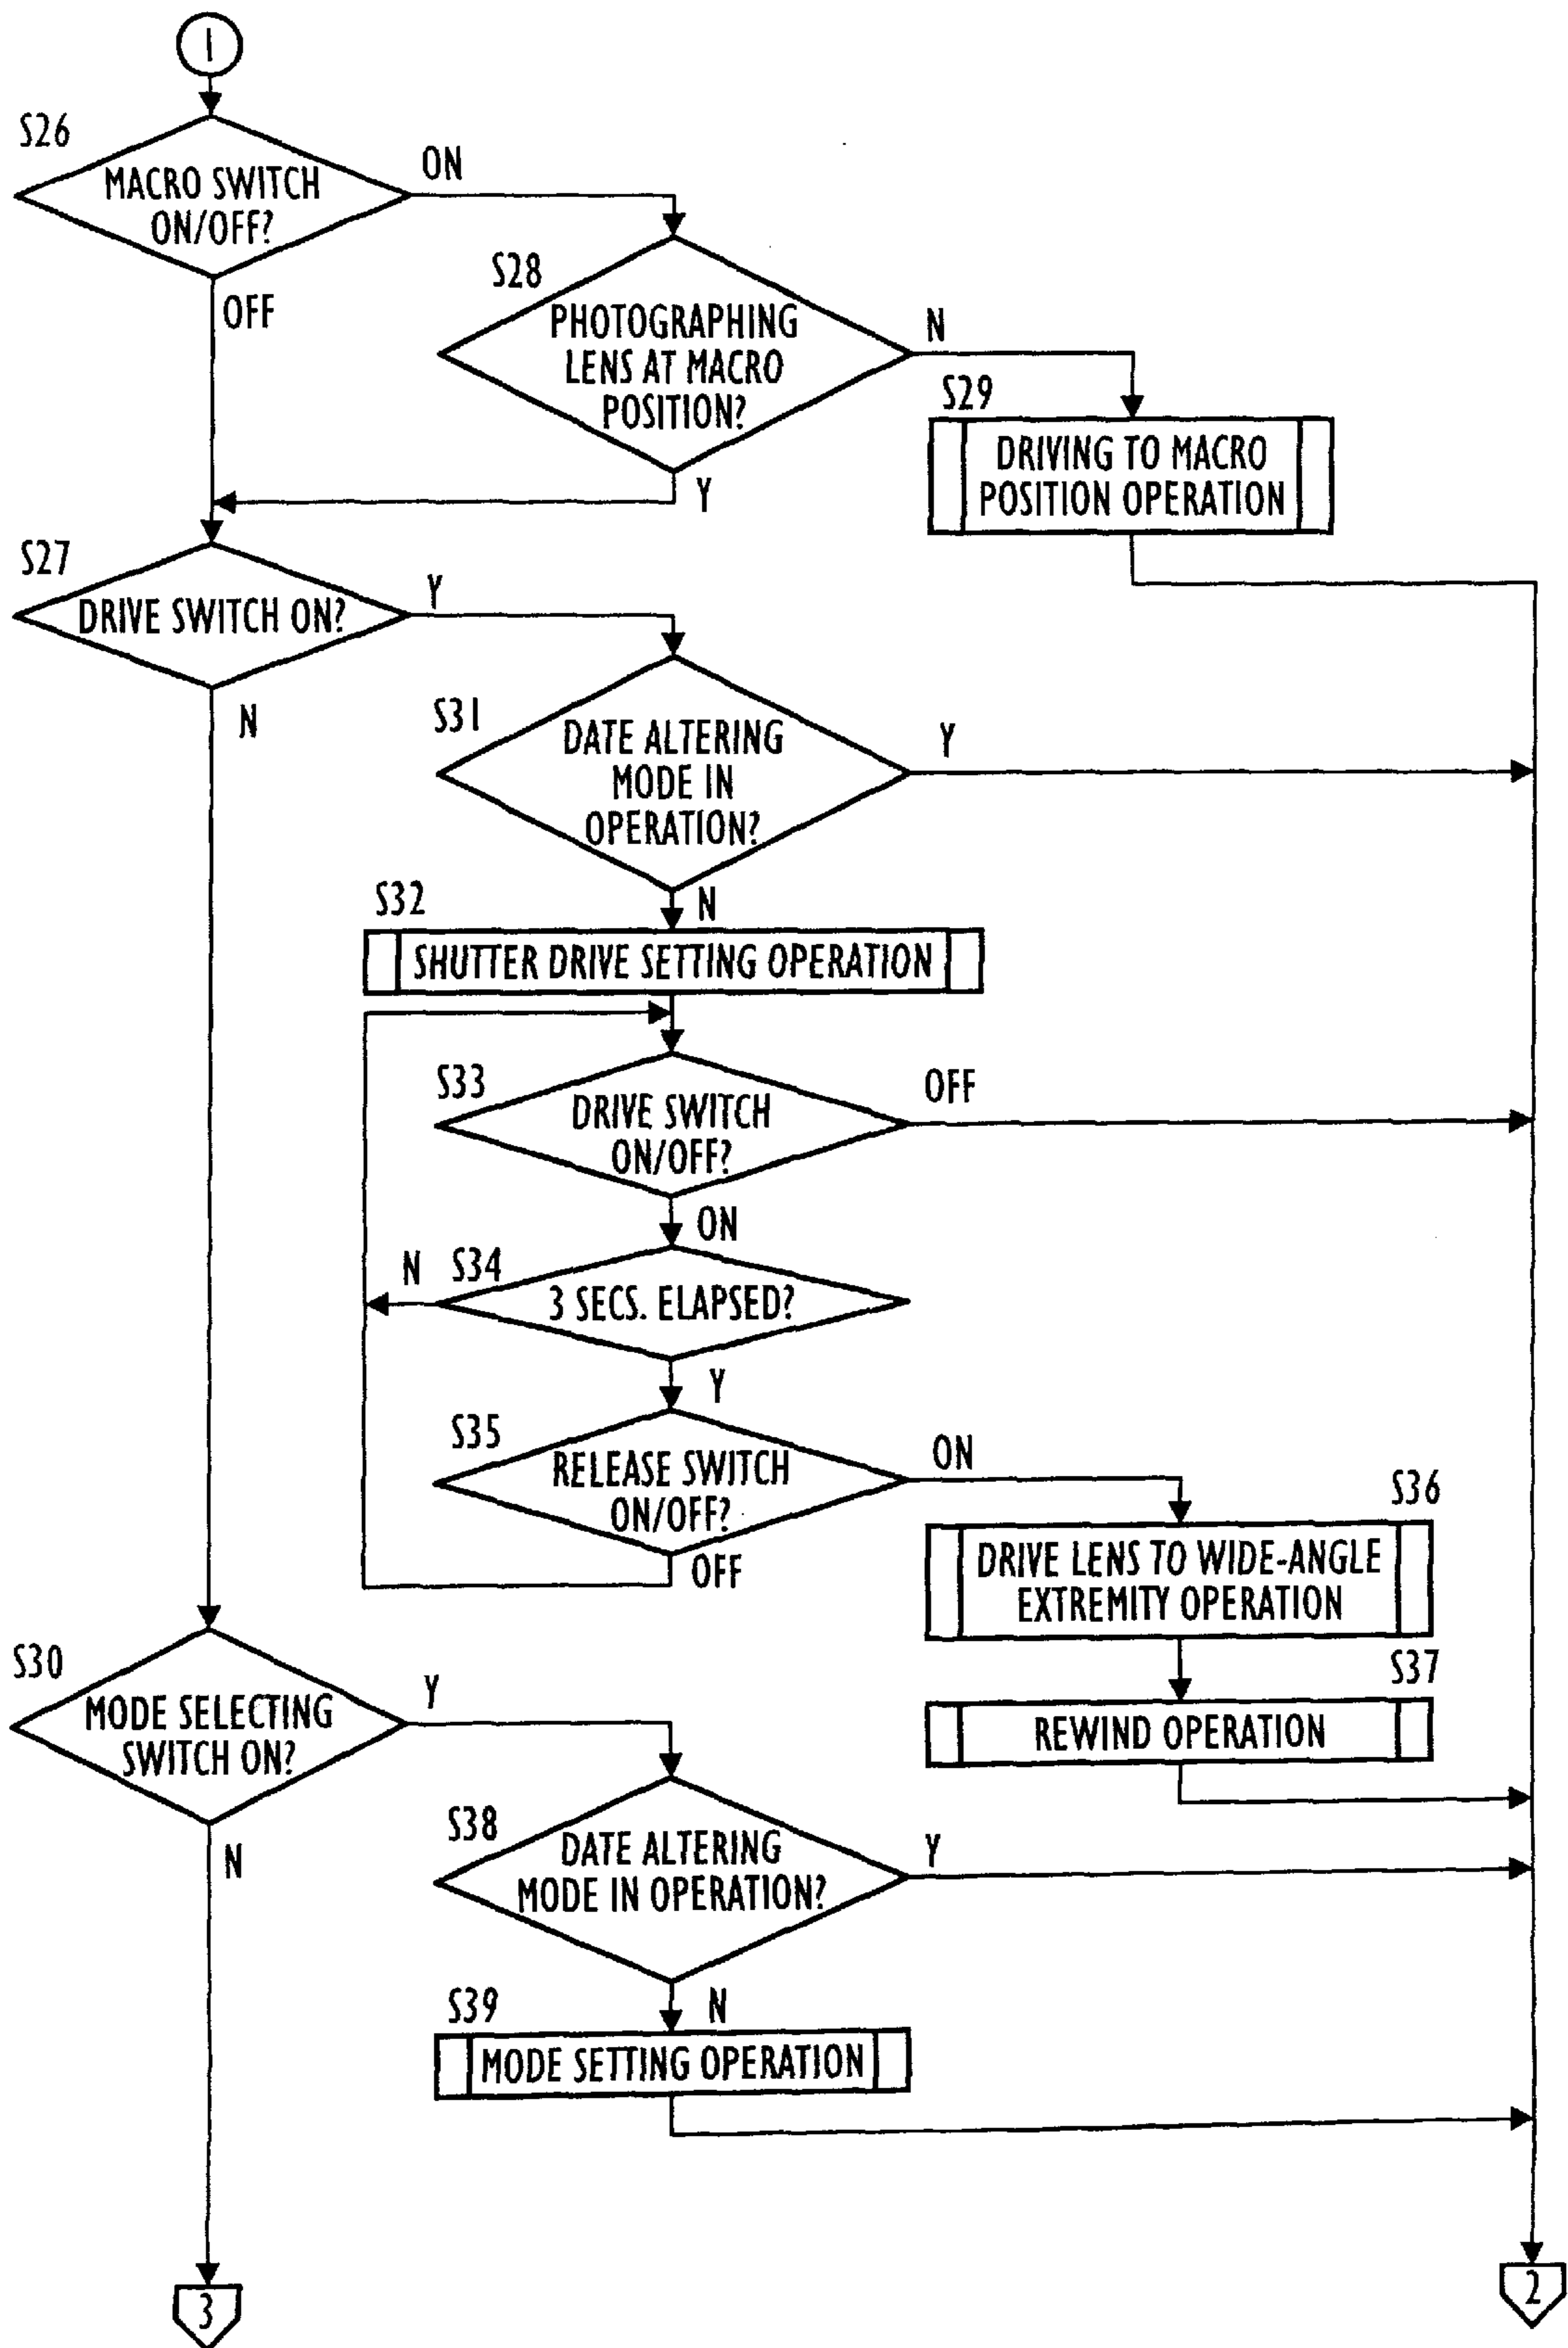 1
S26
MACRO SWITCH
ON/OFF?
ON
OFF
S28
PHOTOGRAPHING
LENS AT MACRO
POSITION?
N
Y
S29
DRIVING TO MACRO
POSITION OPERATION
S27
DRIVE SWITCH ON?
Y
N
S31
DATE ALTERING
MODE IN
OPERATION?
Y
N
S32
SHUTTER DRIVE SETTING OPERATION
S33
DRIVE SWITCH
ON/OFF?
OFF
ON
S34
3 SECS. ELAPSED?
N
Y
S35
RELEASE SWITCH
ON/OFF?
ON
OFF
S36
DRIVE LENS TO WIDE-ANGLE
EXTREMITY OPERATION
S37
REWIND OPERATION
S30
MODE SELECTING
SWITCH ON?
Y
N
S38
DATE ALTERING
MODE IN OPERATION?
Y
N
S39
MODE SETTING OPERATION
3
2